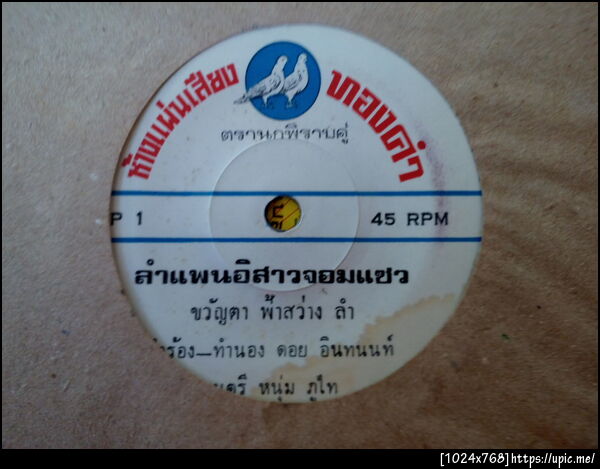 ห้างแผ่นเสียง ทองคำ
ตรานกพิราบคู่
P 1
45 RPM
ลำแพนอิสาวจอมแซว
ขวัญตา ฟ้าสว่าง ลำ
ร้อง–ทำนอง ดอย อินทนนท์
นตรี หนุ่ม ภูไท
[1024x768]https://upic.me/